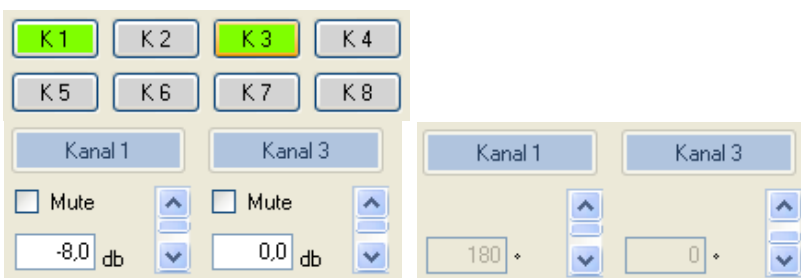 K 1 K 2 K 3 K 4
K 5 K 6 K 7 K 8
Kanal 1 Kanal 3 Kanal 1 Kanal 3
Mute Mute
-8,0 db 0,0 db 180 ° 0 °